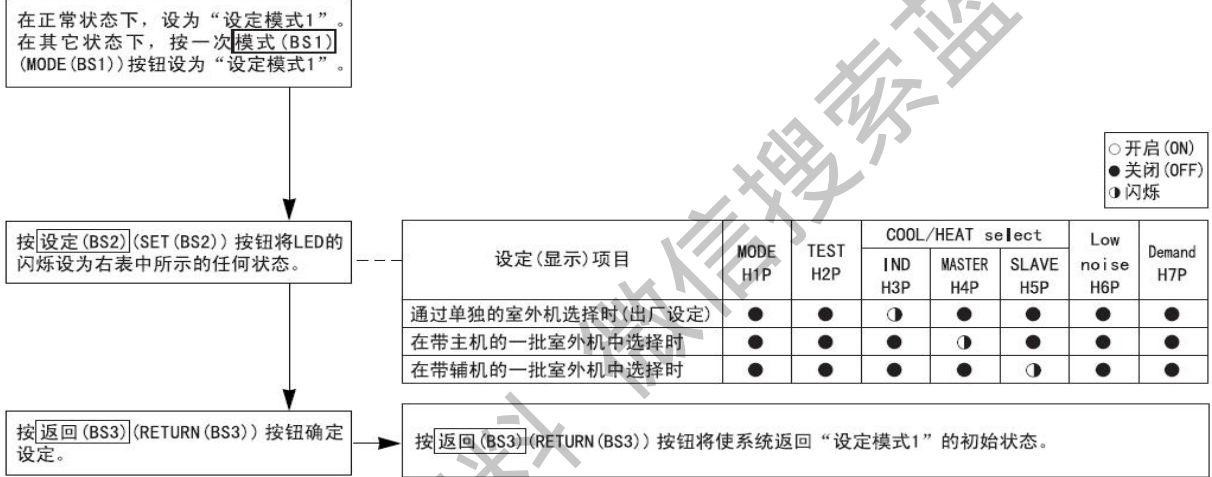 在正常状态下，设为“设定模式1”。
在其它状态下，按一次模式(BS1)
(MODE(BS1))按钮设为“设定模式1”。
○开启(ON)
●关闭(OFF)
◑闪烁
按设定(BS2)(SET(BS2))按钮将LED的
闪烁设为右表中所示的任何状态。
设定(显示)项目 MODE H1P TEST H2P COOL/HEAT select IND H3P MASTER H4P SLAVE H5P Low noise H6P Demand H7P
通过单独的室外机选择时(出厂设定) ● ● ◑ ● ● ● ●
在带主机的一批室外机中选择时 ● ● ● ◑ ● ● ●
在带辅机的一批室外机中选择时 ● ● ● ● ◑ ● ●
按返回(BS3)(RETURN(BS3))按钮确定
设定。
按返回(BS3)(RETURN(BS3))按钮将使系统返回“设定模式1”的初始状态。
料 微信搜索蓝